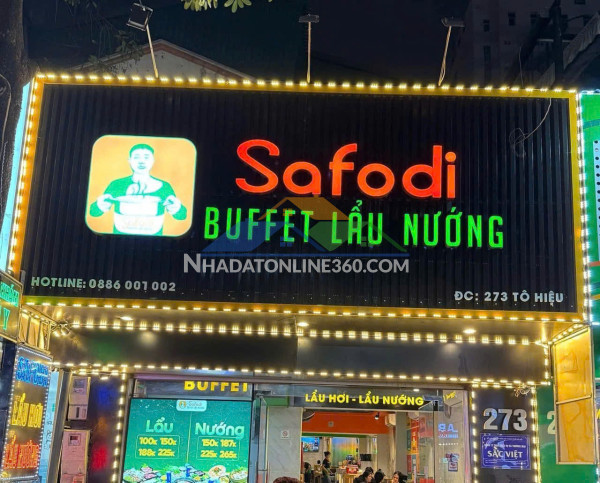 Safodi
BUFFET LẨU NƯỚNG
NHADATONLINE360.COM
HOTLINE: 0886 001 002
ĐC: 273 TÔ HIỆU
BUFFET
LẨU HƠI - LẨU NƯỚNG
Lẩu
100K 150K
188K 225K
Nướng
150K 187K
225K 265K
273
SẮC VIỆT